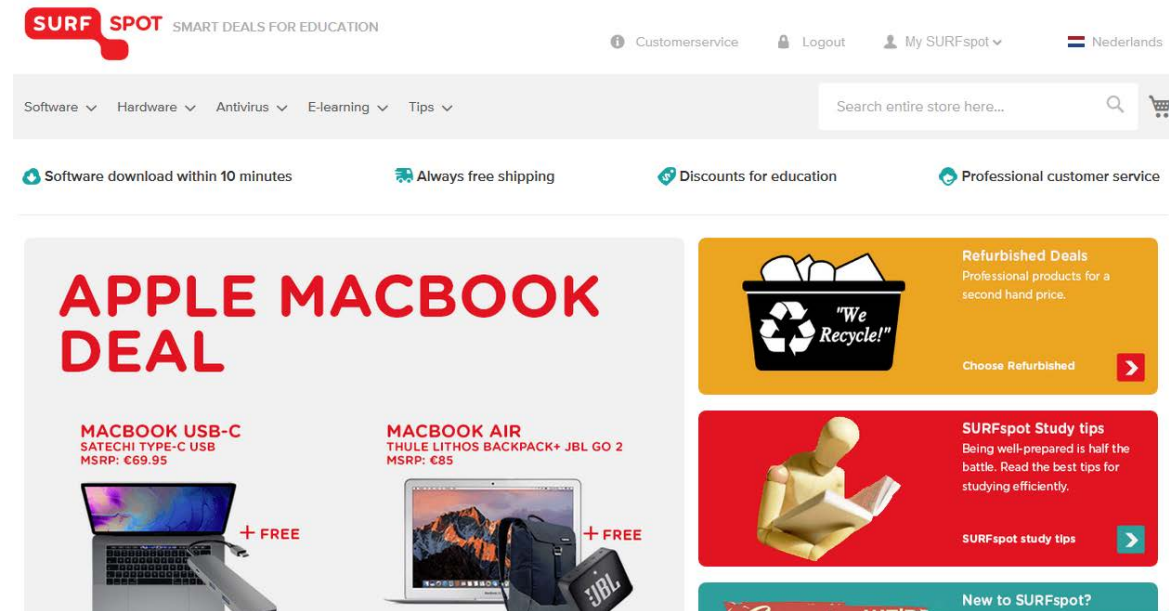 SURF SPOT SMART DEALS FOR EDUCATION
Customerservice Logout My SURFspot Nederlands
Software Hardware Antivirus E-learning Tips Search entire store here...
Software download within 10 minutes Always free shipping Discounts for education Professional customer service
APPLE MACBOOK
DEAL
MACBOOK USB-C
SATECHI TYPE-C USB
MSRP: €69.95
+ FREE
MACBOOK AIR
THULE LITHOS BACKPACK+ JBL GO 2
MSRP: €85
+ FREE
JBL
"We
Recycle!"
Refurbished Deals
Professional products for a
second hand price.
Choose Refurbished
SURFspot Study tips
Being well-prepared is half the
battle. Read the best tips for
studying efficiently.
SURFspot study tips
New to SURFspot?